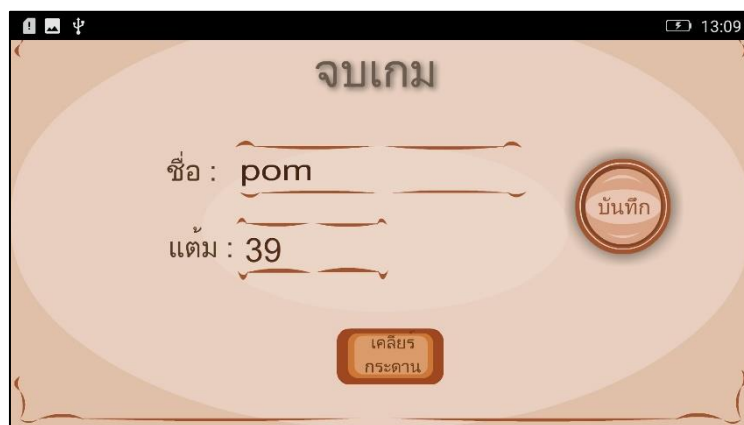 13:09
จบเกม
ชื่อ : pom
บันทึก
แต้ม : 39
เคลียร์
กระดาน